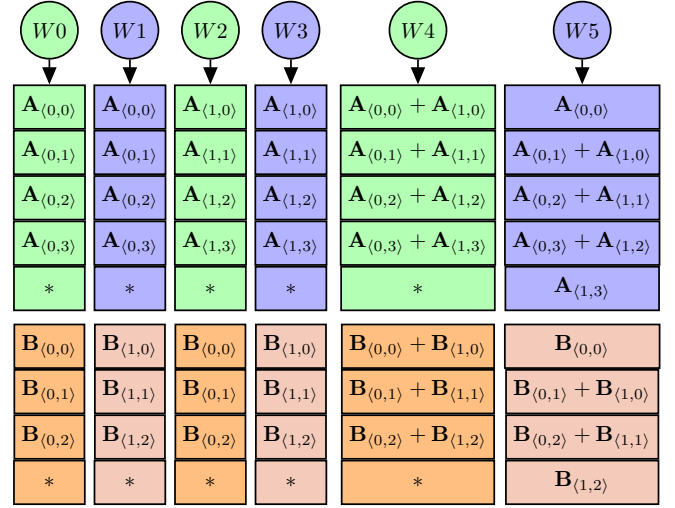 W0 W1 W2 W3 W4 W5
A⟨0,0⟩ A⟨0,0⟩ A⟨1,0⟩ A⟨1,0⟩ A⟨0,0⟩ + A⟨1,0⟩ A⟨0,0⟩
A⟨0,1⟩ A⟨0,1⟩ A⟨1,1⟩ A⟨1,1⟩ A⟨0,1⟩ + A⟨1,1⟩ A⟨0,1⟩ + A⟨1,0⟩
A⟨0,2⟩ A⟨0,2⟩ A⟨1,2⟩ A⟨1,2⟩ A⟨0,2⟩ + A⟨1,2⟩ A⟨0,2⟩ + A⟨1,1⟩
A⟨0,3⟩ A⟨0,3⟩ A⟨1,3⟩ A⟨1,3⟩ A⟨0,3⟩ + A⟨1,3⟩ A⟨0,3⟩ + A⟨1,2⟩
* * * * * A⟨1,3⟩
B⟨0,0⟩ B⟨1,0⟩ B⟨0,0⟩ B⟨1,0⟩ B⟨0,0⟩ + B⟨1,0⟩ B⟨0,0⟩
B⟨0,1⟩ B⟨1,1⟩ B⟨0,1⟩ B⟨1,1⟩ B⟨0,1⟩ + B⟨1,1⟩ B⟨0,1⟩ + B⟨1,0⟩
B⟨0,2⟩ B⟨1,2⟩ B⟨0,2⟩ B⟨1,2⟩ B⟨0,2⟩ + B⟨1,2⟩ B⟨0,2⟩ + B⟨1,1⟩
* * * * * B⟨1,2⟩